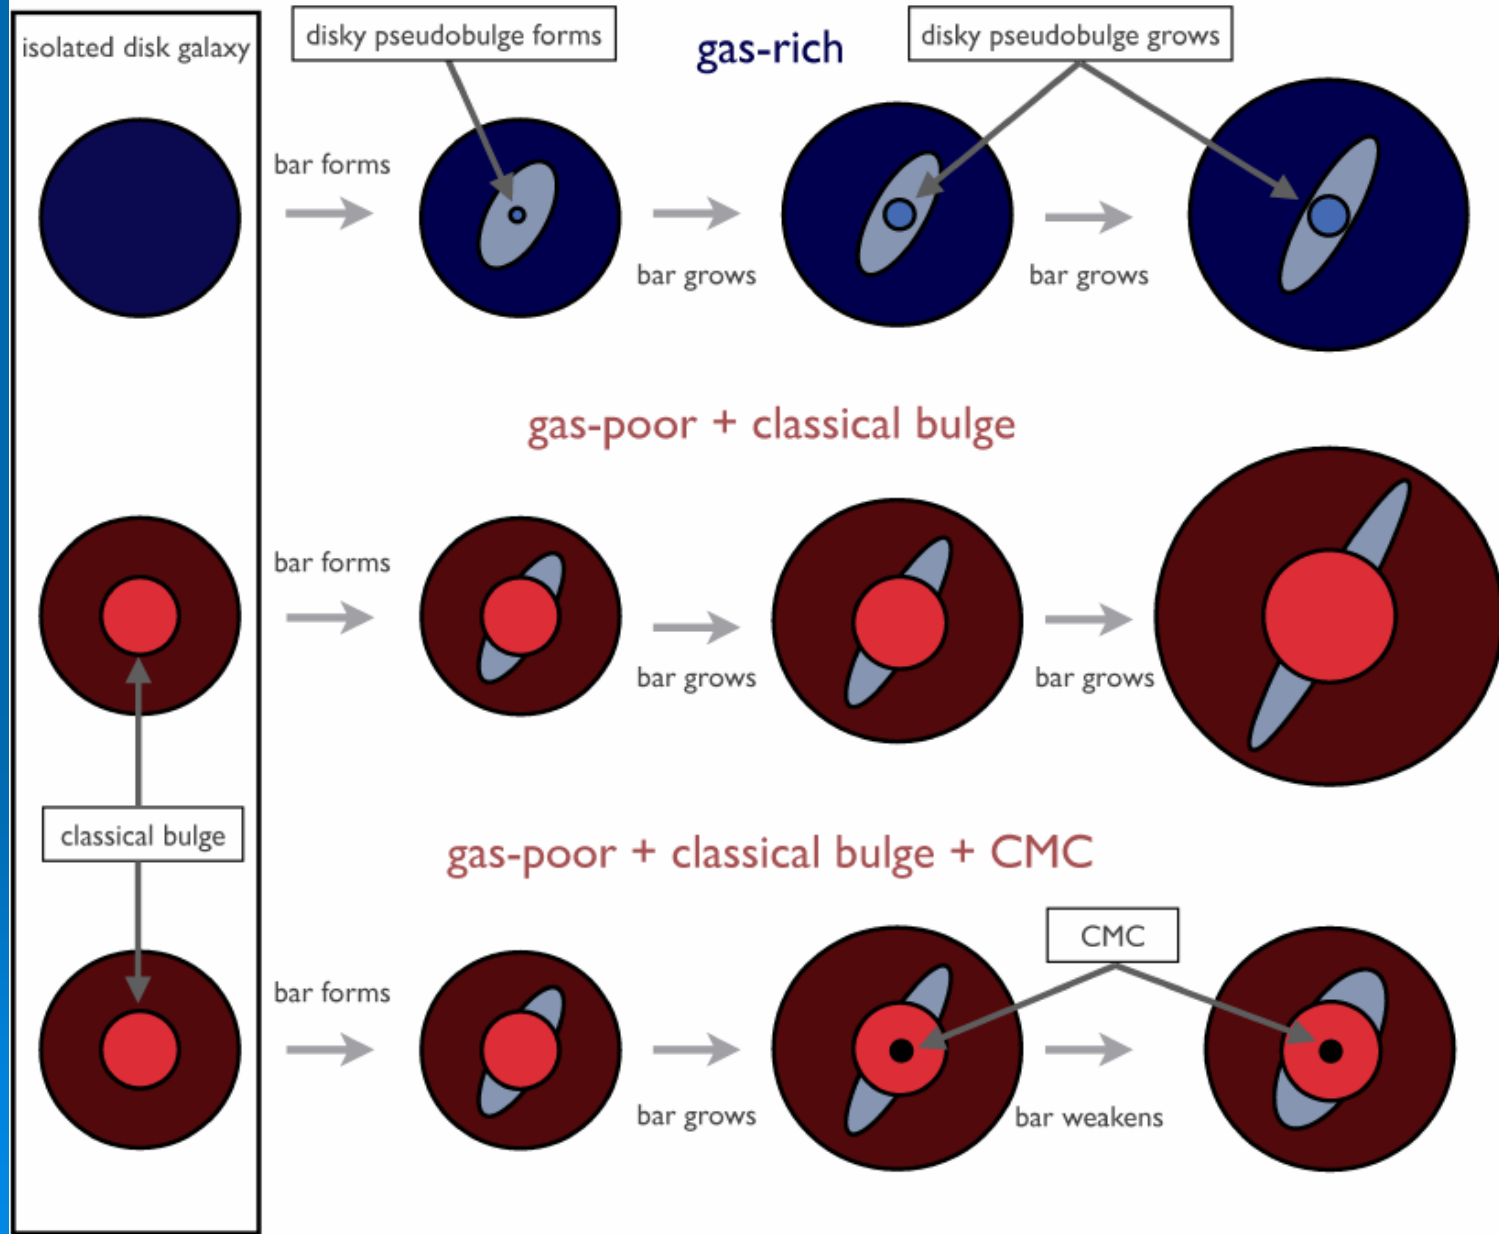 isolated disk galaxy
disky pseudobulge forms
gas-rich
disky pseudobulge grows
bar forms
bar grows
bar grows
gas-poor + classical bulge
bar forms
bar grows
bar grows
classical bulge
gas-poor + classical bulge + CMC
CMC
bar forms
bar grows
bar weakens